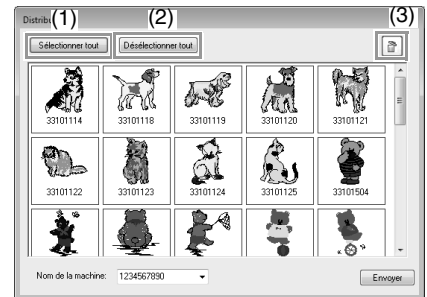 Distribu
(1)
(2)
(3)
Sélectionner tout
Désélectionner tout
33101114
33101118
33101119
33101120
33101121
33101122
33101123
33101124
33101125
33101504
Nom de la machine:
1234567890
Envoyer